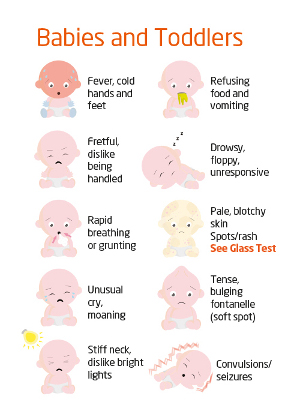 Babies and Toddlers
Fever, cold
hands and
feet
Refusing
food and
vomiting
Fretful,
dislike
being
handled
z z z
Drowsy,
floppy,
unresponsive
Rapid
breathing
or grunting
Pale, blotchy
skin
Spots/rash
See Glass Test
Unusual
cry,
moaning
Tense,
bulging
fontanelle
(soft spot)
Stiff neck,
dislike bright
lights
Convulsions/
seizures